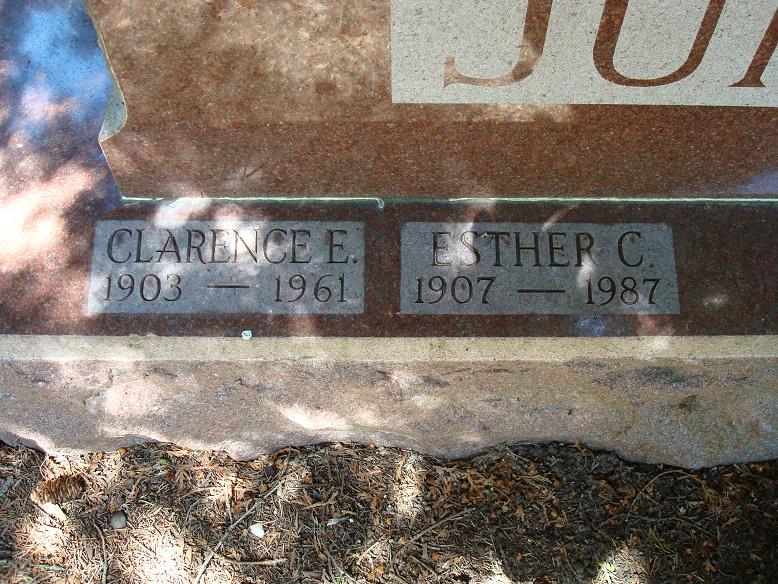 CLARENCE E.
1903 — 1961
ESTHER C.
1907 — 1987